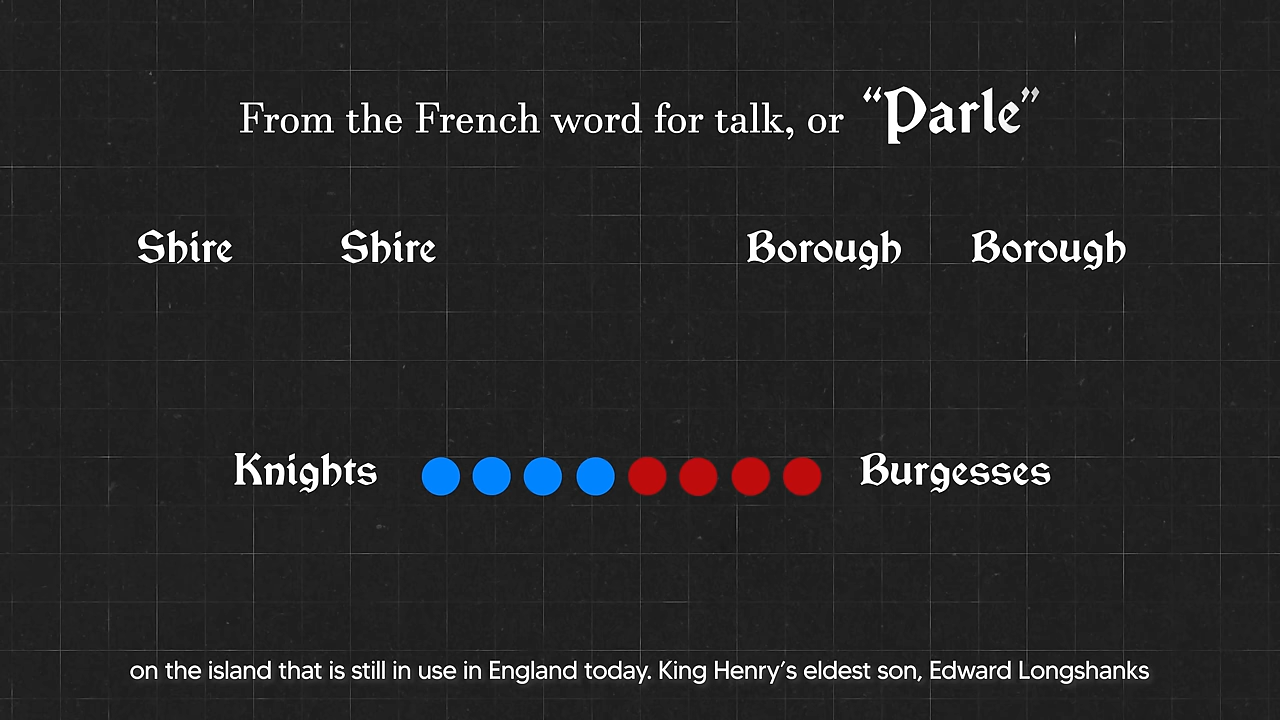 From the French word for talk, or “Parle”
Shire Shire Borough Borough
Knights Burgesses
on the island that is still in use in England today. King Henry’s eldest son, Edward Longshanks